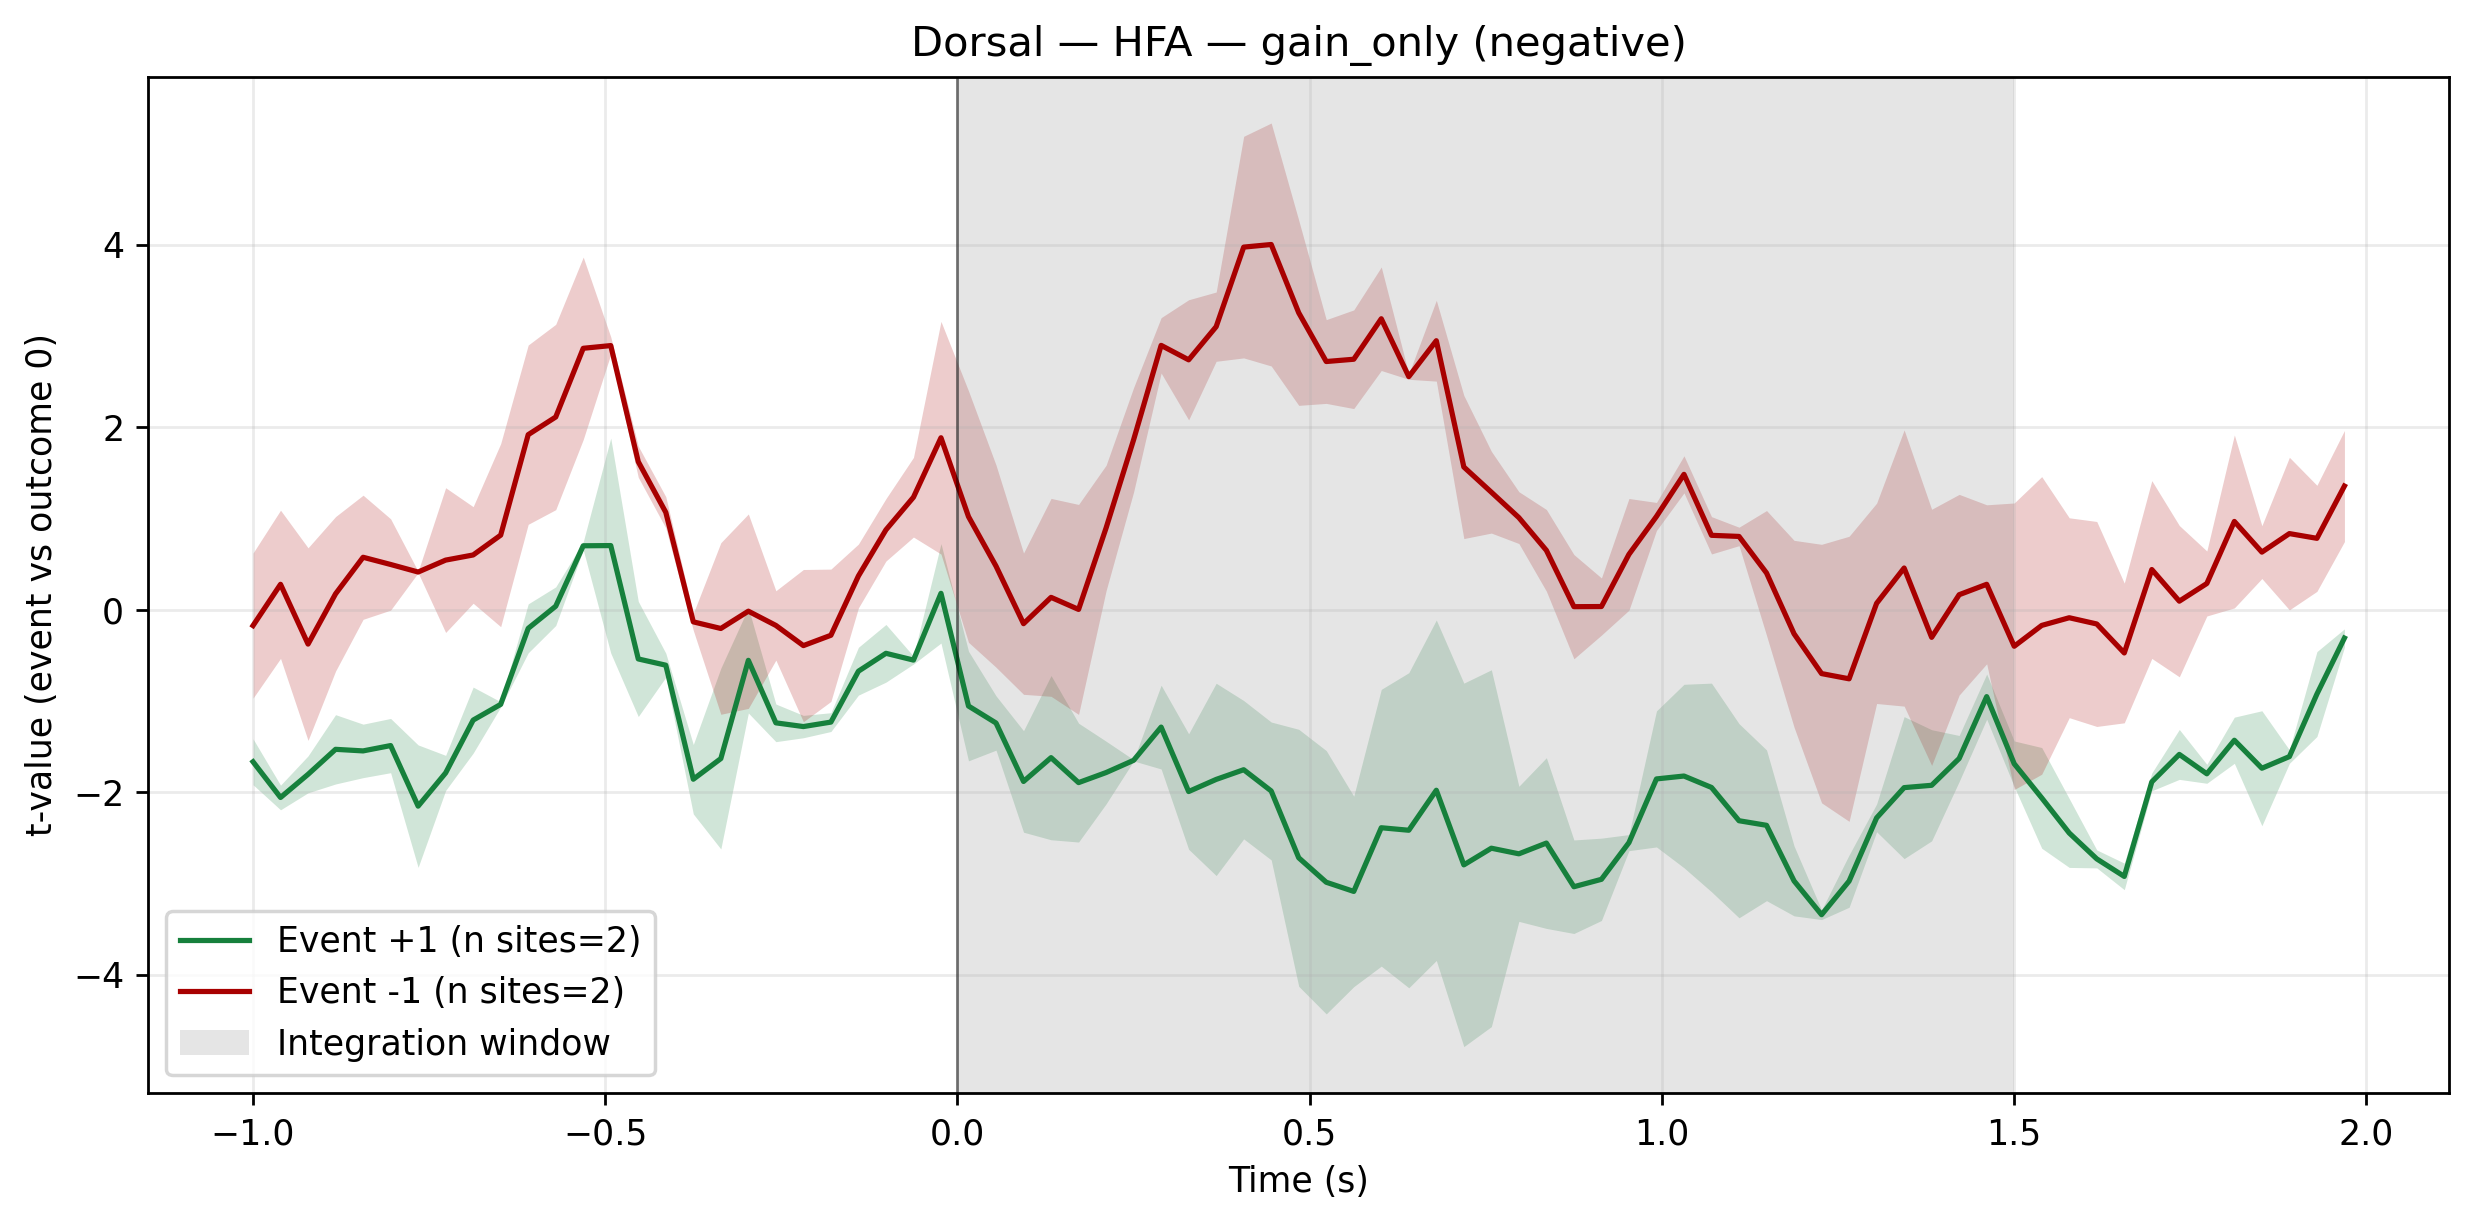 Dorsal — HFA — gain_only (negative)
t-value (event vs outcome 0)
4
2
0
−2
−4
Event +1 (n sites=2)
Event -1 (n sites=2)
Integration window
−1.0
−0.5
0.0
0.5
1.0
1.5
2.0
Time (s)